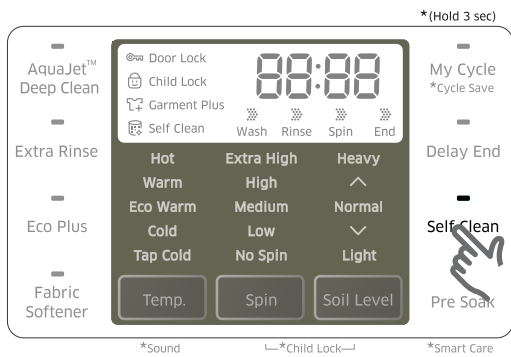 *(Hold 3 sec)
AquaJet™
Deep Clean
Extra Rinse
Eco Plus
Fabric
Softener
Door Lock
Child Lock
Garment Plus
Self Clean
88:88
Wash Rinse Spin End
Hot Extra High Heavy
Warm High
Eco Warm Medium Normal
Cold Low
Tap Cold No Spin Light
Temp. Spin Soil Level
My Cycle
*Cycle Save
Delay End
Self Clean
Pre Soak
*Sound *Child Lock *Smart Care